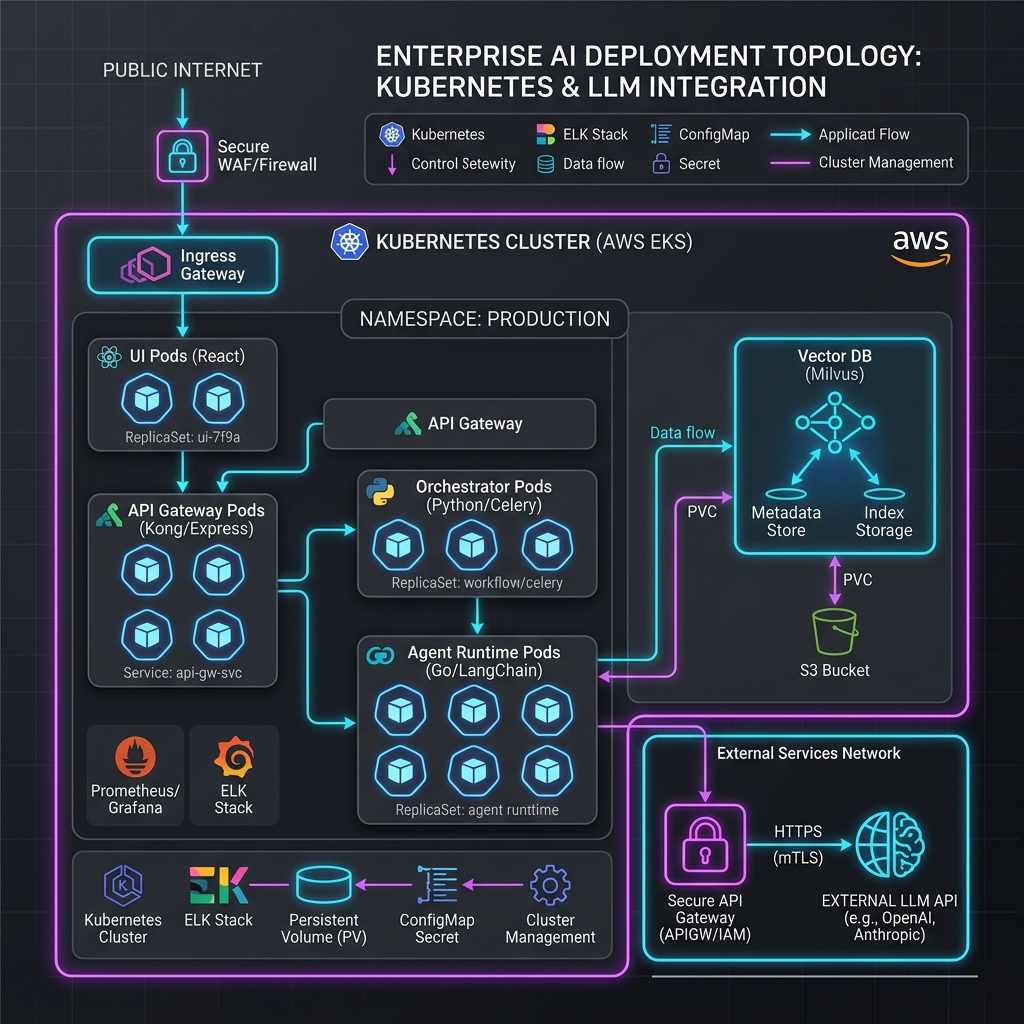 PUBLIC INTERNET
ENTERPRISE AI DEPLOYMENT TOPOLOGY:
KUBERNETES & LLM INTEGRATION
Secure
WAF/Firewall
Kubernetes
ELK Stack
ConfigMap
Applicatd Flow
Control Setewity
Data flow
Secret
Cluster Management
KUBERNETES CLUSTER (AWS EKS)
aws
Ingress
Gateway
NAMESPACE: PRODUCTION
UI Pods (React)
ReplicaSet: ui-7f9a
API Gateway
API Gateway Pods
(Kong/Express)
Service: api-gw-svc
Orchestrator Pods
(Python/Celery)
ReplicaSet: workflovi/celery
Agent Runtime Pods
(Go/LangChain)
ReplicaSet: agent runttime
Data flow
PVC
Vector DB
(Milvus)
Metadata
Store
Index
Storage
PVC
S3 Bucket
Prometheus/
Grafana
ELK
Stack
External Services Network
HTTPS
(mTLS)
Secure API
Gateway
(APIGW/IAM)
EXTERNAL LLM API
(e.g., OpenAI,
Anthropic)
K
Kubernetes
Cluster
EK
ELK Stack
Persistent
Volume (PV)
ConfigMap
Secret
Cluster
Management